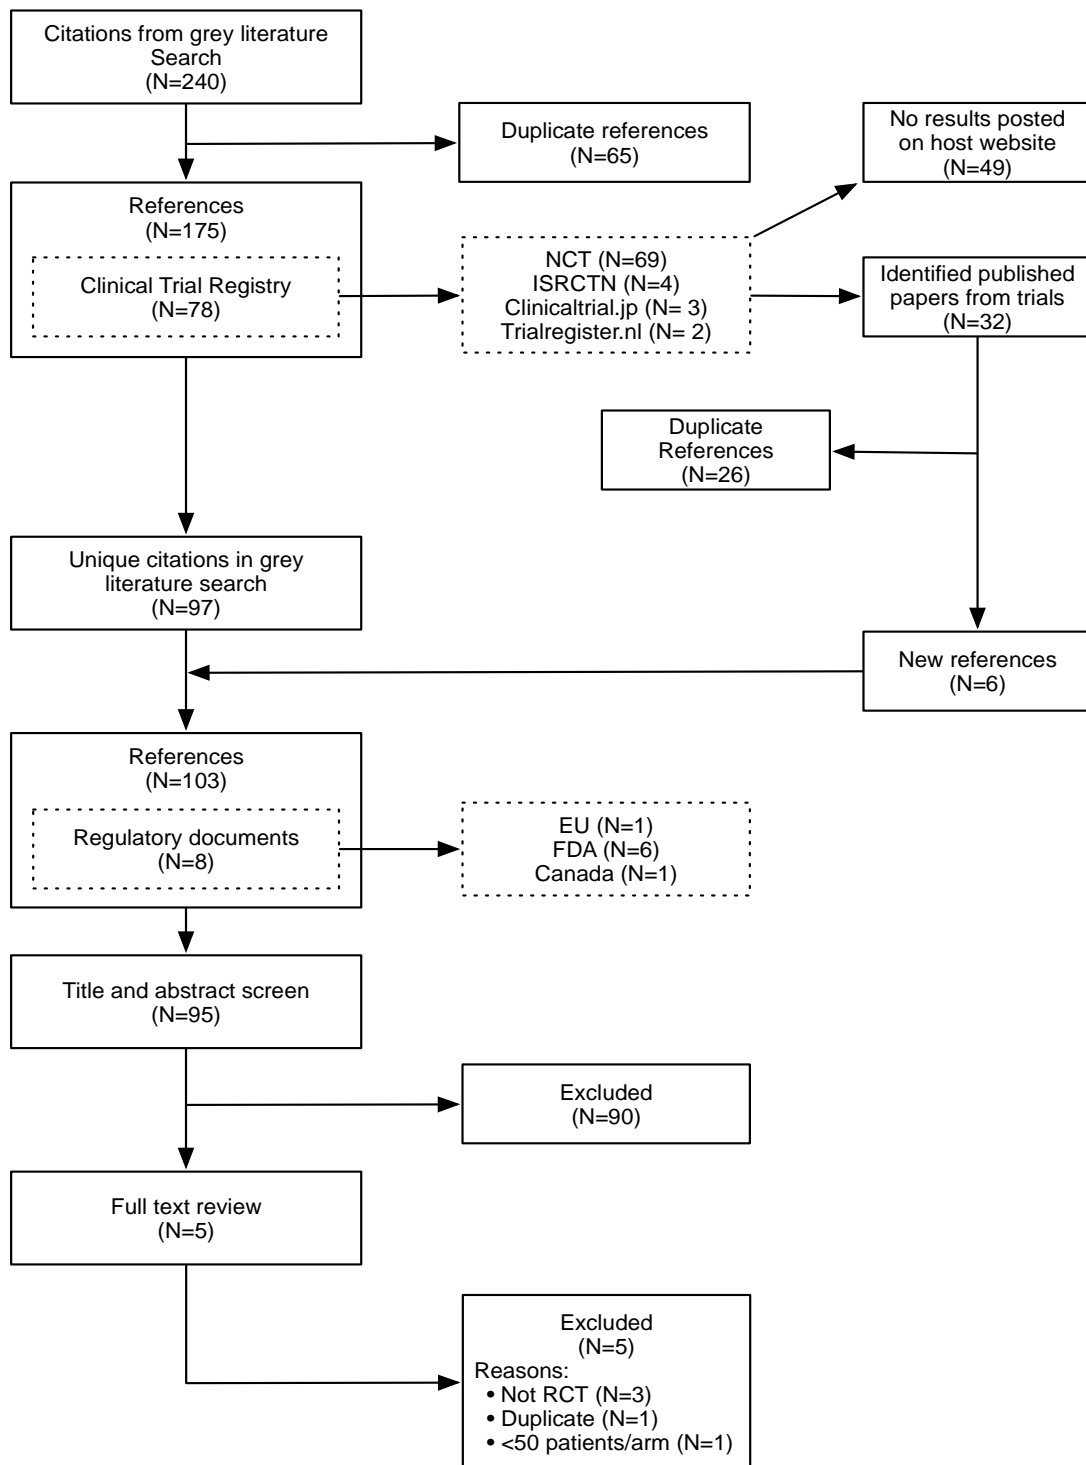 Citations from grey literature
Search
(N=240)
Duplicate references
(N=65)
No results posted
on host website
(N=49)
References
(N=175)
Clinical Trial Registry
(N=78)
NCT (N=69)
ISRCTN (N=4)
Clinicaltrial.jp (N= 3)
Trialregister.nl (N= 2)
Identified published
papers from trials
(N=32)
Duplicate
References
(N=26)
Unique citations in grey
literature search
(N=97)
New references
(N=6)
References
(N=103)
Regulatory documents
(N=8)
EU (N=1)
FDA (N=6)
Canada (N=1)
Title and abstract screen
(N=95)
Excluded
(N=90)
Full text review
(N=5)
Excluded
(N=5)
Reasons:
• Not RCT (N=3)
• Duplicate (N=1)
• <50 patients/arm (N=1)